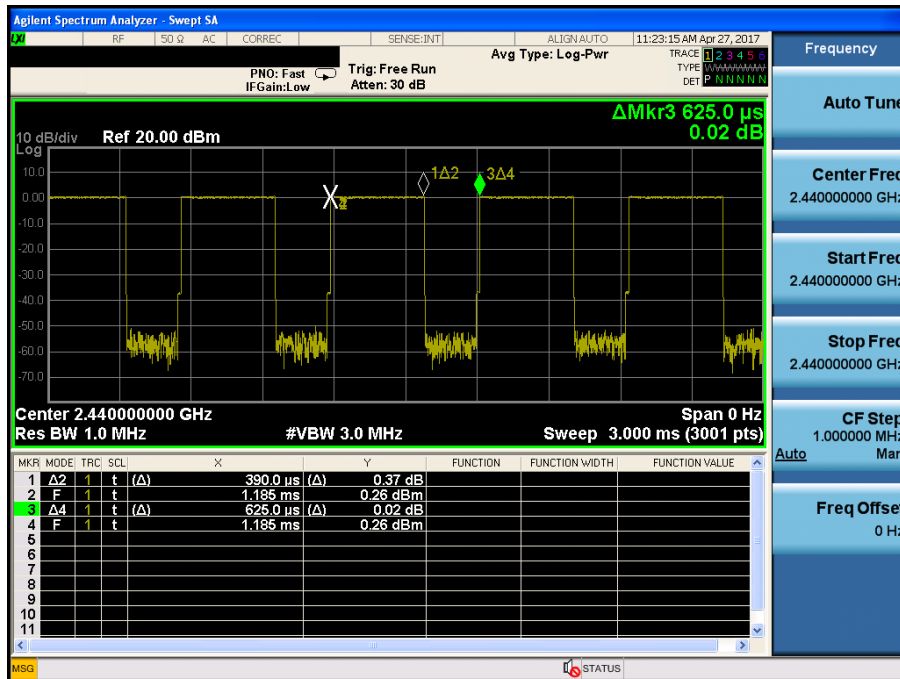 Agilent Spectrum Analyzer - Swept SA
LXI RF 50 Ω AC CORREC SENSE:INT ALIGN AUTO 11:23:15 AM Apr 27, 2017
PNO: Fast
IFGain:Low
Trig: Free Run
Atten: 30 dB
Avg Type: Log-Pwr
TRACE 1 2 3 4 5 6
TYPE WWWWWWW
DET P N N N N N
ΔMkr3 625.0 µs
0.02 dB
10 dB/div Ref 20.00 dBm
Log
10.0
0.00
-10.0
-20.0
-30.0
-40.0
-50.0
-60.0
-70.0
1Δ2
3Δ4
Center 2.440000000 GHz Span 0 Hz
Res BW 1.0 MHz #VBW 3.0 MHz Sweep 3.000 ms (3001 pts)
MKR MODE TRC SCL X Y FUNCTION FUNCTION WIDTH FUNCTION VALUE
1 Δ2 1 t (Δ) 390.0 µs (Δ) 0.37 dB
2 F 1 t 1.185 ms 0.26 dBm
3 Δ4 1 t (Δ) 625.0 µs (Δ) 0.02 dB
4 F 1 t 1.185 ms 0.26 dBm
5
6
7
8
9
10
11
MSG STATUS
Frequency
Auto Tune
Center Freq
2.440000000 GHz
Start Freq
2.440000000 GHz
Stop Freq
2.440000000 GHz
CF Step
1.000000 MHz
Auto Man
Freq Offset
0 Hz